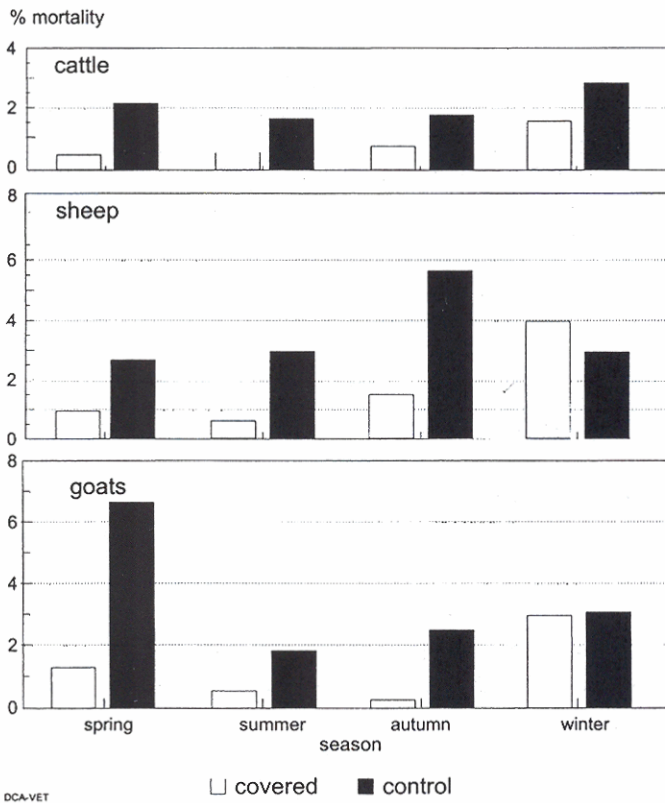 % mortality
4
cattle
2
0
8
sheep
6
4
2
0
8
goats
6
4
2
0
spring summer autumn winter
season
covered control
DCA-VET